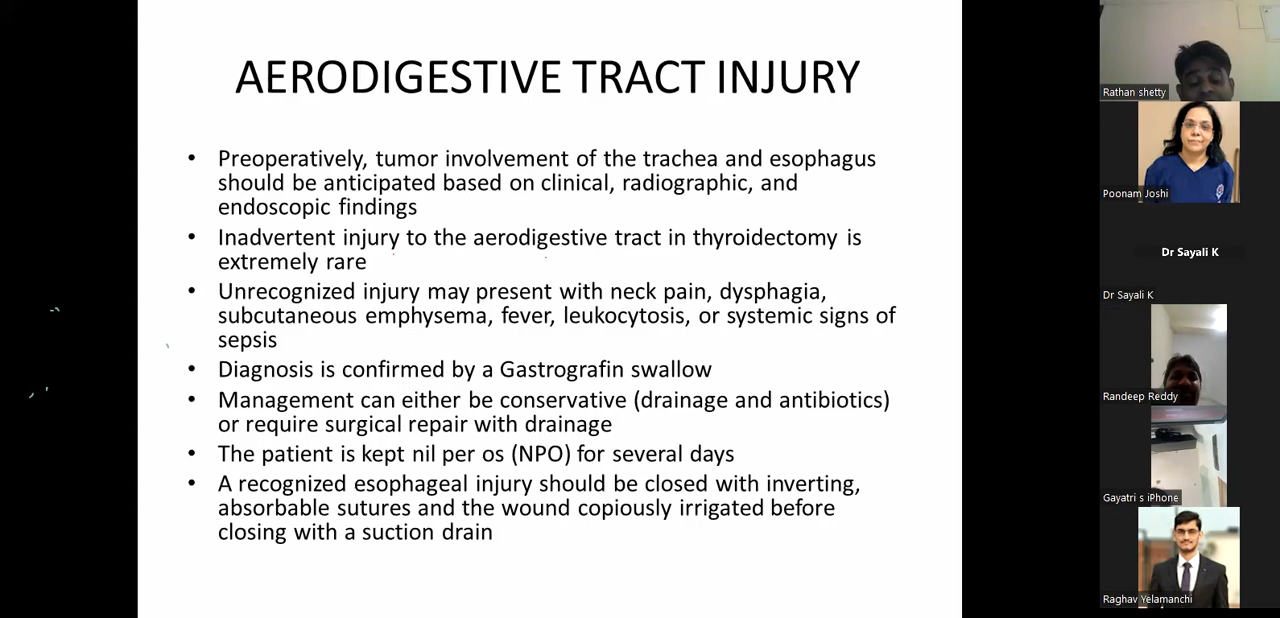 AERODIGESTIVE TRACT INJURY
• Preoperatively, tumor involvement of the trachea and esophagus
should be anticipated based on clinical, radiographic, and
endoscopic findings
• Inadvertent injury to the aerodigestive tract in thyroidectomy is
extremely rare
• Unrecognized injury may present with neck pain, dysphagia,
subcutaneous emphysema, fever, leukocytosis, or systemic signs of
sepsis
• Diagnosis is confirmed by a Gastrografin swallow
• Management can either be conservative (drainage and antibiotics)
or require surgical repair with drainage
• The patient is kept nil per os (NPO) for several days
• A recognized esophageal injury should be closed with inverting,
absorbable sutures and the wound copiously irrigated before
closing with a suction drain
Rathan shetty
Poonam Joshi
Dr Sayali K
Dr Sayali K
Randeep Reddy
Gayatri s iPhone
Raghav Yelamanchi